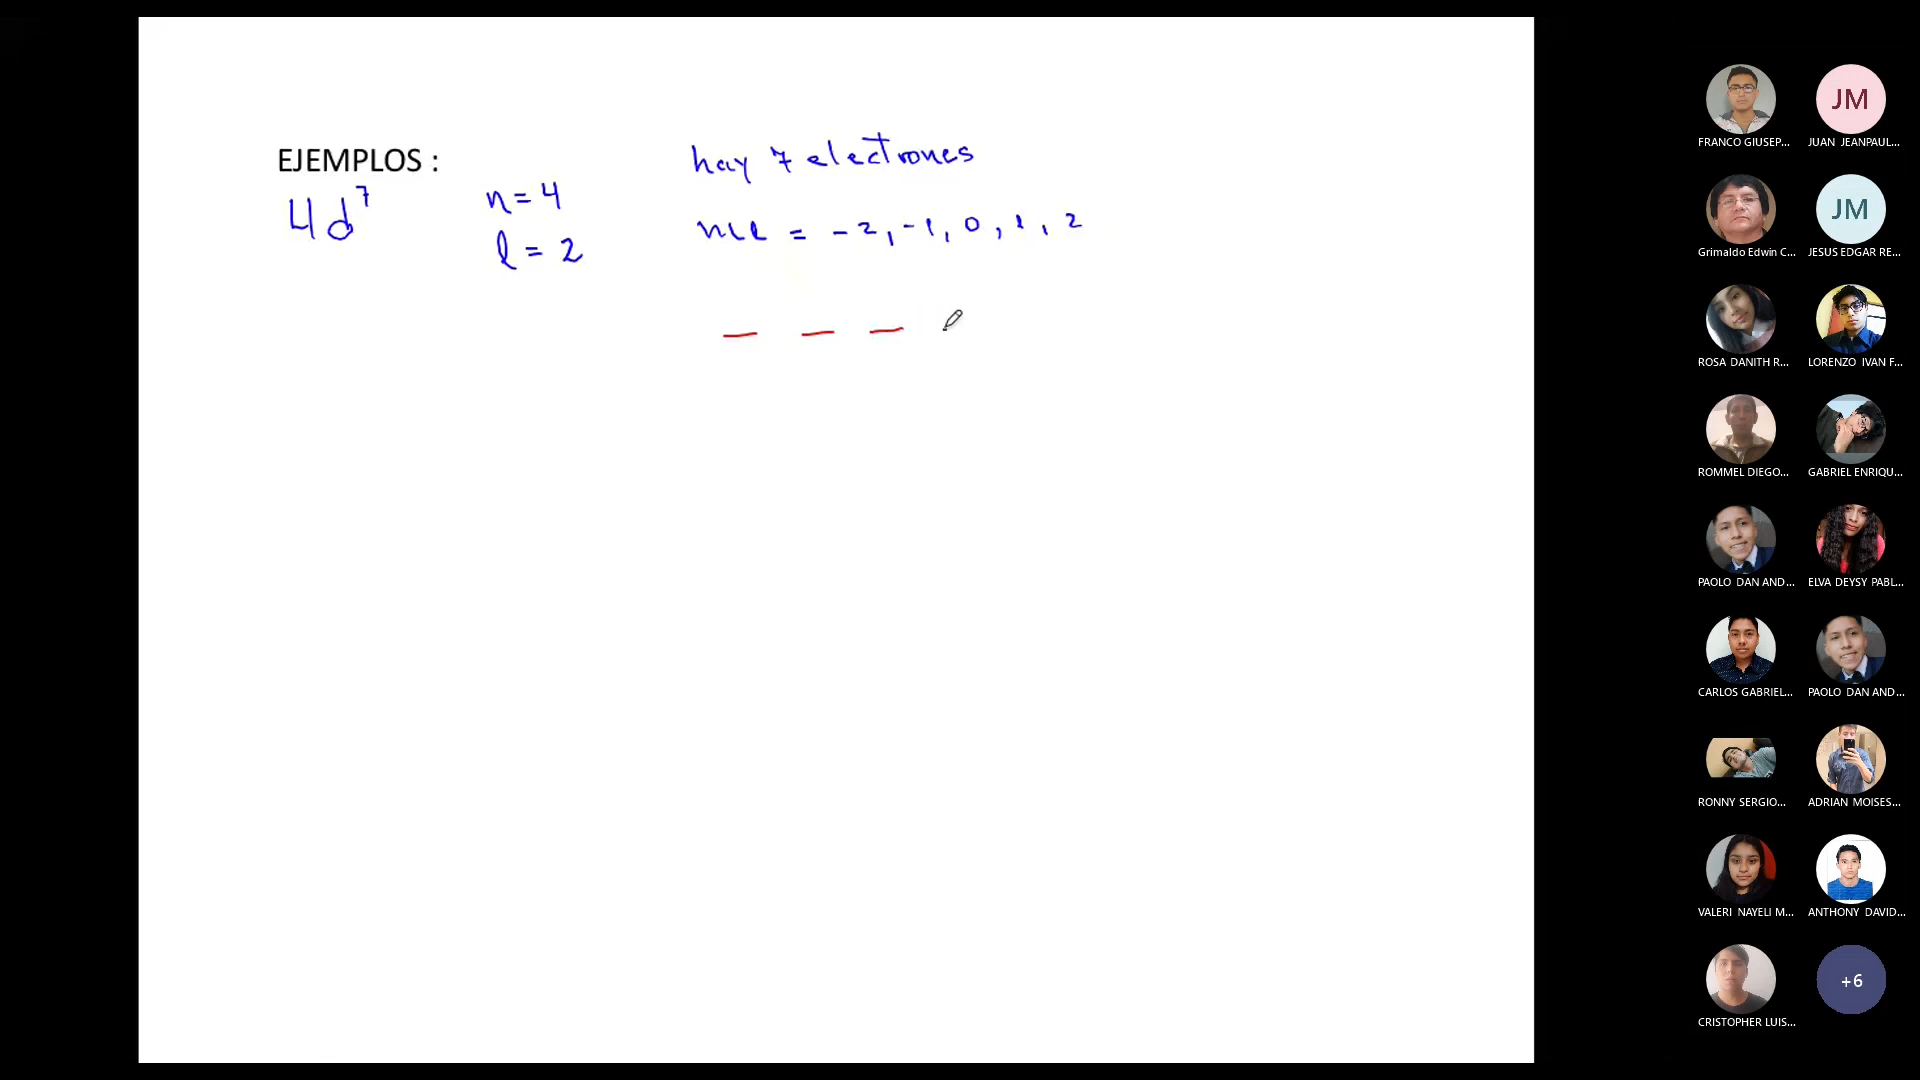 EJEMPLOS :
hay 7 electrones
4d⁷
n = 4
l = 2
mℓ = -2, -1, 0, 1, 2
FRANCO GIUSEP...
JM
JUAN JEANPAUL...
Grimaldo Edwin C...
JM
JESUS EDGAR RE...
ROSA DANITH R...
LORENZO IVAN F...
ROMMEL DIEGO...
GABRIEL ENRIQU...
PAOLO DAN AND...
ELVA DEYSY PABL...
CARLOS GABRIEL...
PAOLO DAN AND...
RONNY SERGIO...
ADRIAN MOISES...
VALERI NAYELI M...
ANTHONY DAVID...
CRISTOPHER LUIS...
+6